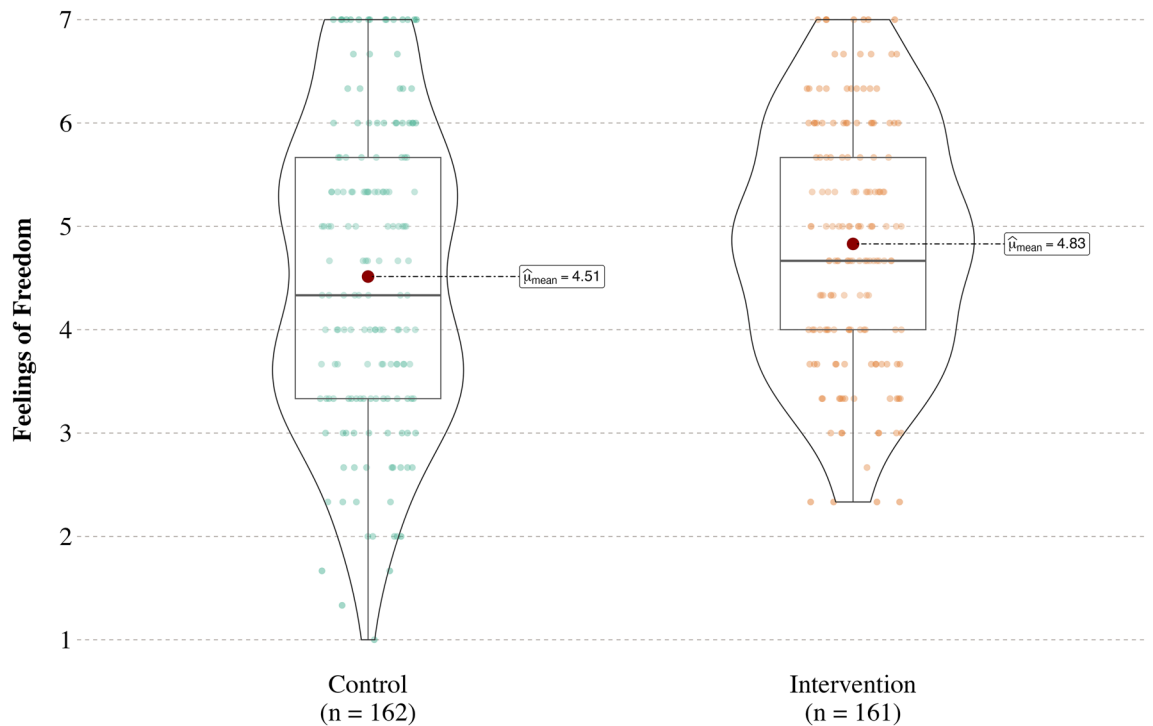 Feelings of Freedom
7
6
5
4
3
2
1
μ̂mean = 4.51
μ̂mean = 4.83
Control
(n = 162)
Intervention
(n = 161)